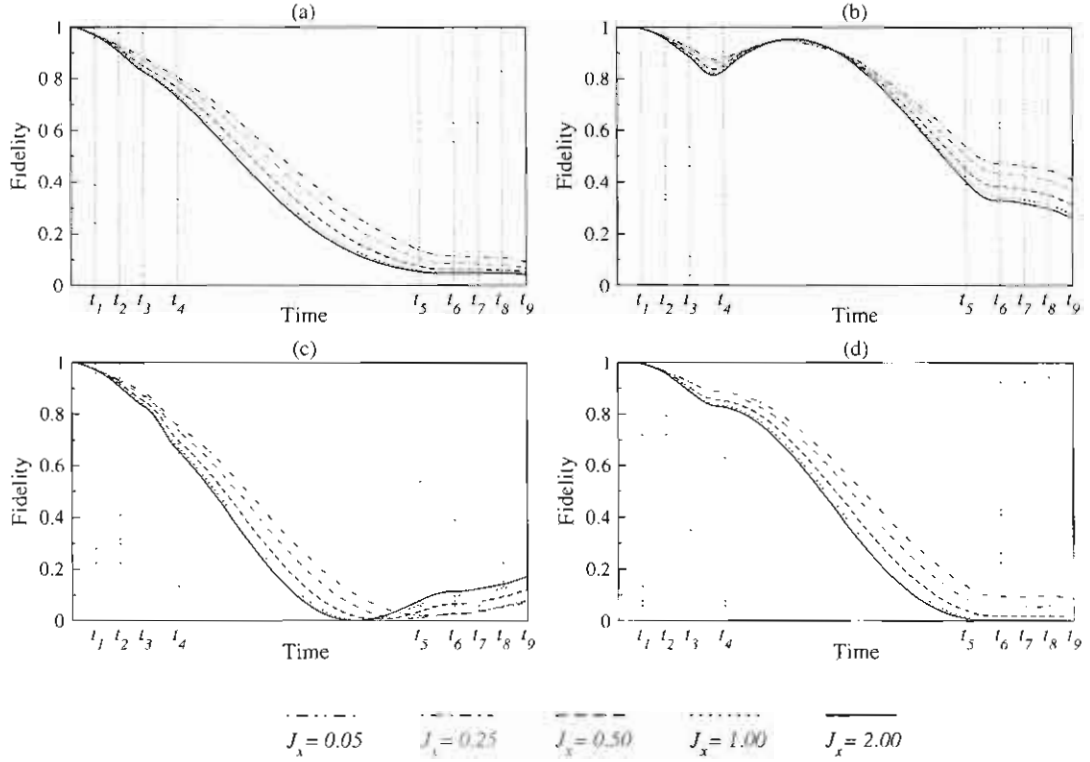 (a)
1
0.8
0.6
0.4
0.2
0
Fidelity
t1 t2 t3 t4 t5 t6 t7 t8 t9
Time
(b)
1
0.8
0.6
0.4
0.2
0
Fidelity
t1 t2 t3 t4 t5 t6 t7 t8 t9
Time
(c)
1
0.8
0.6
0.4
0.2
0
Fidelity
t1 t2 t3 t4 t5 t6 t7 t8 t9
Time
(d)
1
0.8
0.6
0.4
0.2
0
Fidelity
t1 t2 t3 t4 t5 t6 t7 t8 t9
Time
Jx = 0.05 Jx = 0.25 Jx = 0.50 Jx = 1.00 Jx = 2.00